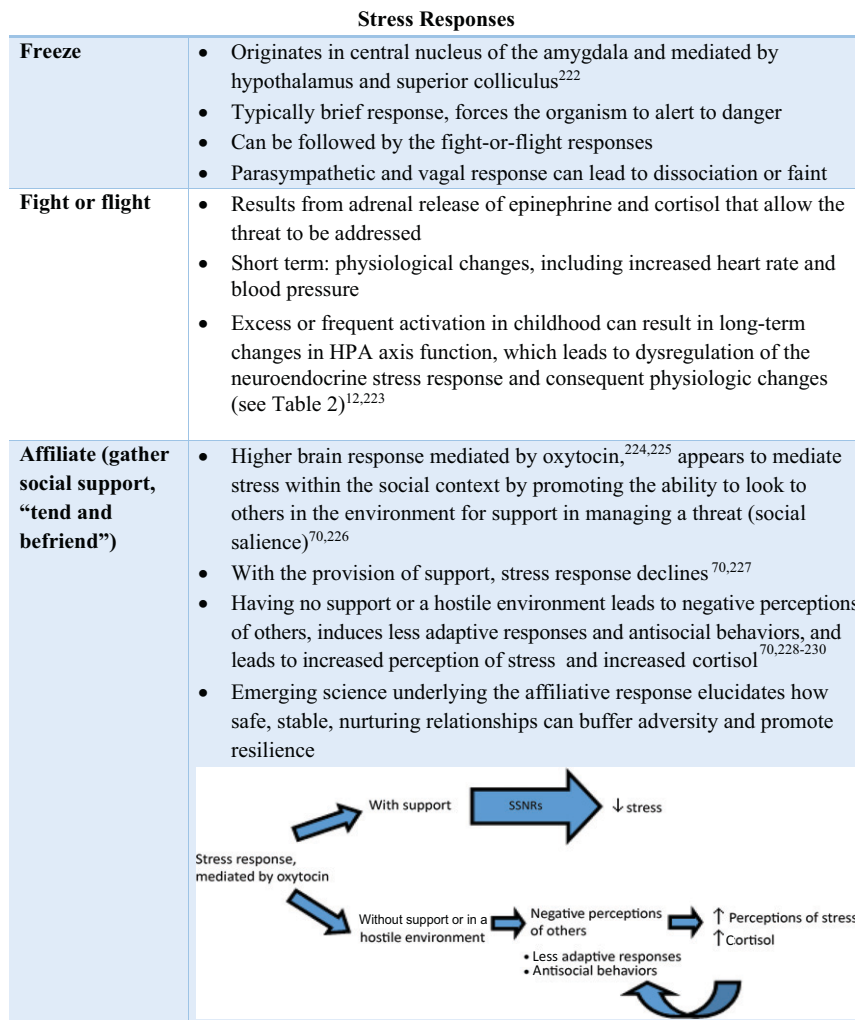 Stress Responses
Freeze
• Originates in central nucleus of the amygdala and mediated by
hypothalamus and superior colliculus222
• Typically brief response, forces the organism to alert to danger
• Can be followed by the fight-or-flight responses
• Parasympathetic and vagal response can lead to dissociation or faint
Fight or flight
• Results from adrenal release of epinephrine and cortisol that allow the
threat to be addressed
• Short term: physiological changes, including increased heart rate and
blood pressure
• Excess or frequent activation in childhood can result in long-term
changes in HPA axis function, which leads to dysregulation of the
neuroendocrine stress response and consequent physiologic changes
(see Table 2)12,223
Affiliate (gather
social support,
“tend and
befriend”)
• Higher brain response mediated by oxytocin,224,225 appears to mediate
stress within the social context by promoting the ability to look to
others in the environment for support in managing a threat (social
salience)70,226
• With the provision of support, stress response declines70,227
• Having no support or a hostile environment leads to negative perceptions
of others, induces less adaptive responses and antisocial behaviors, and
leads to increased perception of stress and increased cortisol70,228-230
• Emerging science underlying the affiliative response elucidates how
safe, stable, nurturing relationships can buffer adversity and promote
resilience
With support
SSNRs
↓ stress
Stress response,
mediated by oxytocin
Without support or in a
hostile environment
Negative perceptions
of others
• Less adaptive responses
• Antisocial behaviors
↑ Perceptions of stress
↑ Cortisol